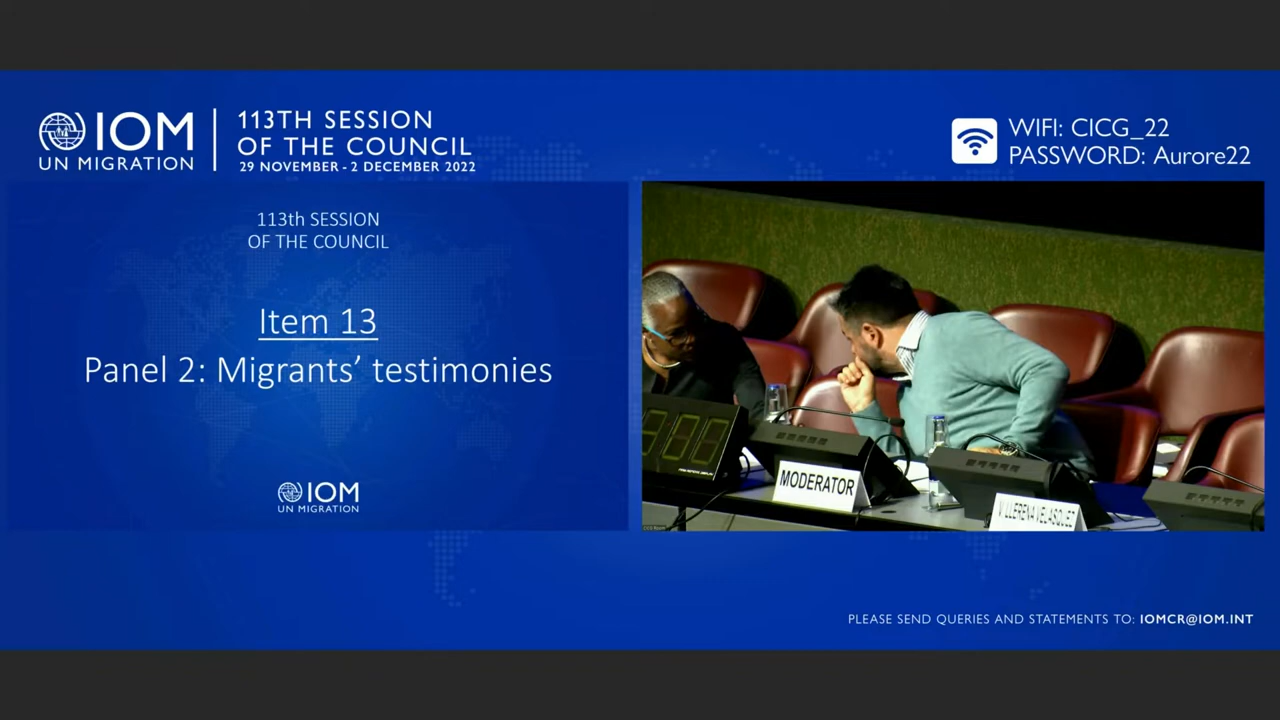 IOM
UN MIGRATION
113TH SESSION
OF THE COUNCIL
29 NOVEMBER - 2 DECEMBER 2022
WIFI: CICG_22
PASSWORD: Aurore22
113th SESSION
OF THE COUNCIL
Item 13
Panel 2: Migrants’ testimonies
IOM
UN MIGRATION
MODERATOR
LLERENA VELASQUEZ
PLEASE SEND QUERIES AND STATEMENTS TO: IOMCR@IOM.INT